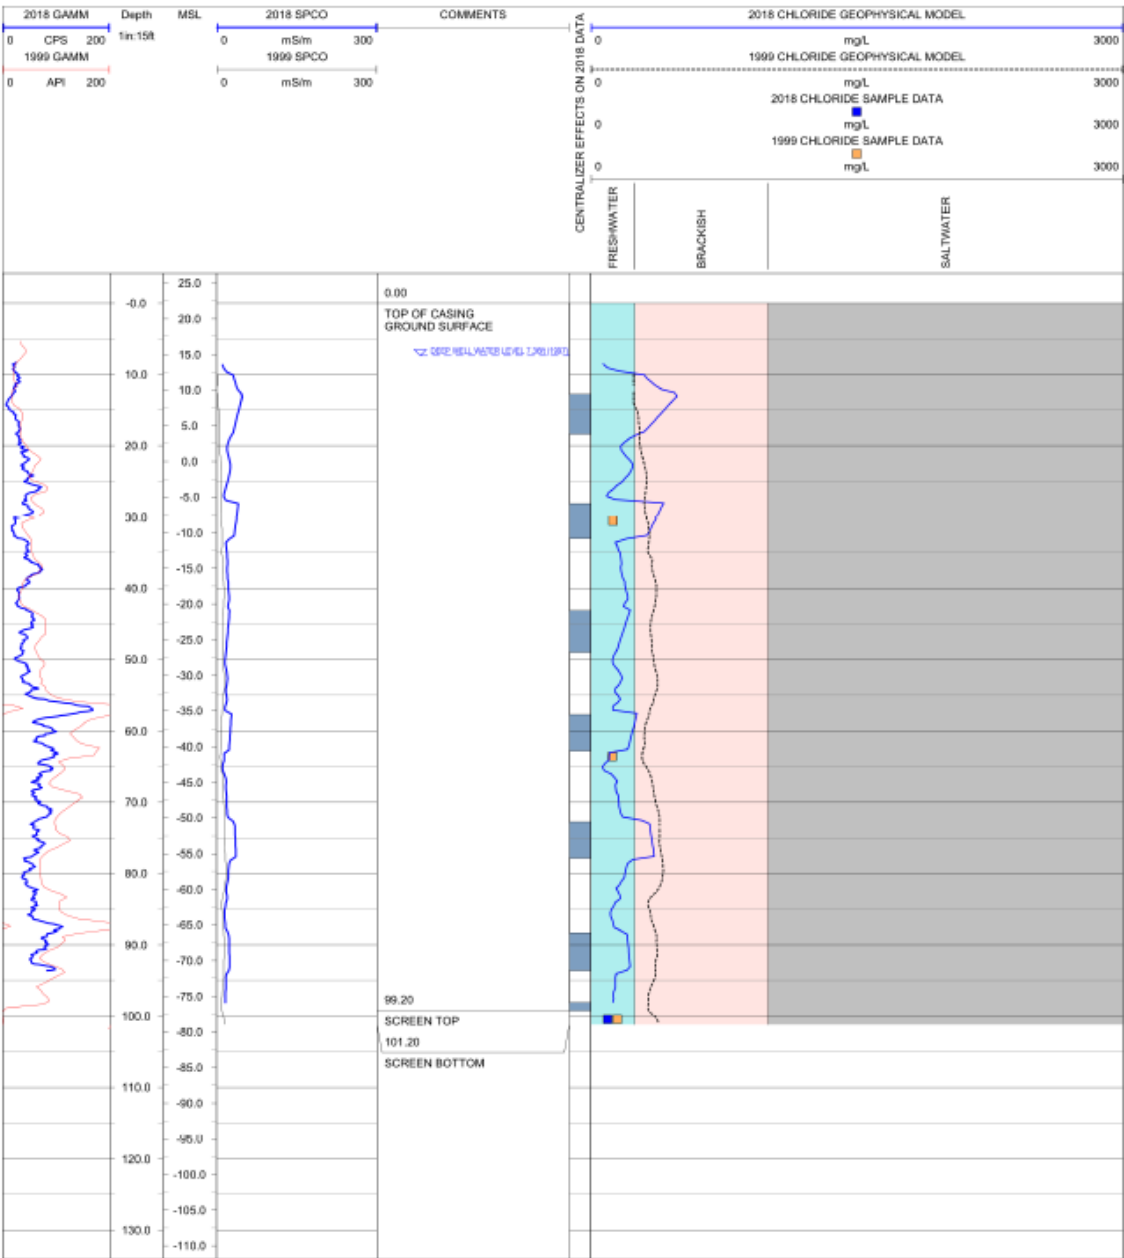 2018 GAMM
0 CPS 200
1999 GAMM
0 API 200
Depth
1in:15ft
MSL
2018 SPCO
0 mS/m 300
1999 SPCO
0 mS/m 300
COMMENTS
CENTRALIZER EFFECTS ON 2018 DATA
2018 CHLORIDE GEOPHYSICAL MODEL
0 mg/L 3000
1999 CHLORIDE GEOPHYSICAL MODEL
0 mg/L 3000
2018 CHLORIDE SAMPLE DATA
0 mg/L 3000
1999 CHLORIDE SAMPLE DATA
0 mg/L 3000
FRESHWATER
BRACKISH
SALTWATER
-0.0
10.0
20.0
30.0
40.0
50.0
60.0
70.0
80.0
90.0
100.0
110.0
120.0
130.0
25.0
20.0
15.0
10.0
5.0
0.0
-5.0
-10.0
-15.0
-20.0
-25.0
-30.0
-35.0
-40.0
-45.0
-50.0
-55.0
-60.0
-65.0
-70.0
-75.0
-80.0
-85.0
-90.0
-95.0
-100.0
-105.0
-110.0
0.00
TOP OF CASING
GROUND SURFACE
WELL WATER LEVEL
99.20
SCREEN TOP
101.20
SCREEN BOTTOM